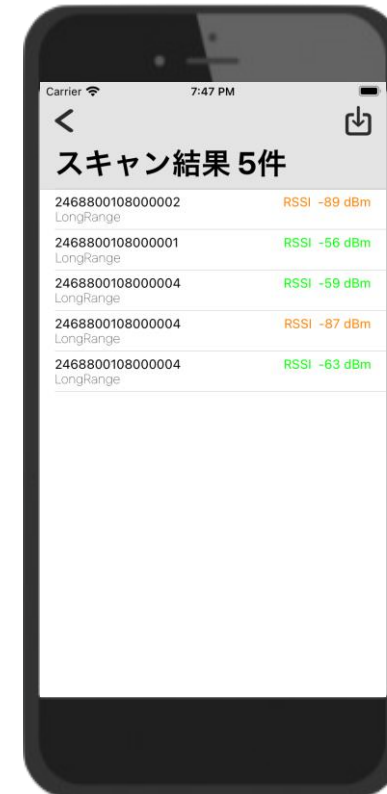 Carrier 7:47 PM
スキャン結果 5件
2468800108000002 RSSI -89 dBm
LongRange
2468800108000001 RSSI -56 dBm
LongRange
2468800108000004 RSSI -59 dBm
LongRange
2468800108000004 RSSI -87 dBm
LongRange
2468800108000004 RSSI -63 dBm
LongRange